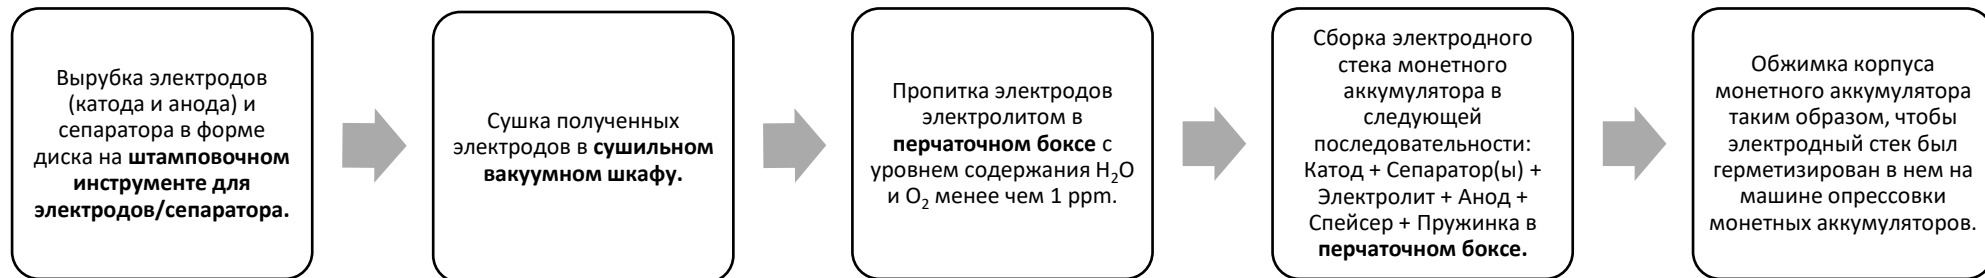 Вырубка электродов
(катода и анода) и
сепаратора в форме
диска на штамповочном
инструменте для
электродов/сепаратора.
Сушка полученных
электродов в сушильном
вакуумном шкафу.
Пропитка электродов
электролитом в
перчаточном боксе с
уровнем содержания H₂O
и O₂ менее чем 1 ppm.
Сборка электродного
стека монетного
аккумулятора в
следующей
последовательности:
Катод + Сепаратор(ы) +
Электролит + Анод +
Спейсер + Пружинка в
перчаточном боксе.
Обжимка корпуса
монетного аккумулятора
таким образом, чтобы
электродный стек был
герметизирован в нем на
машине опрессовки
монетных аккумуляторов.